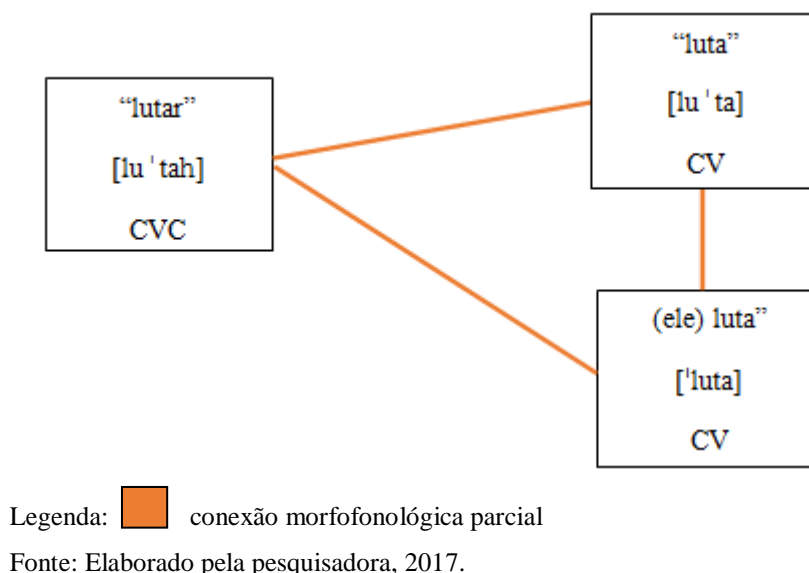 “lutar”
[lu ˈtah]
CVC
“luta”
[lu ˈta]
CV
(ele) luta”
[ˈluta]
CV
Legenda: conexão morfofonológica parcial
Fonte: Elaborado pela pesquisadora, 2017.